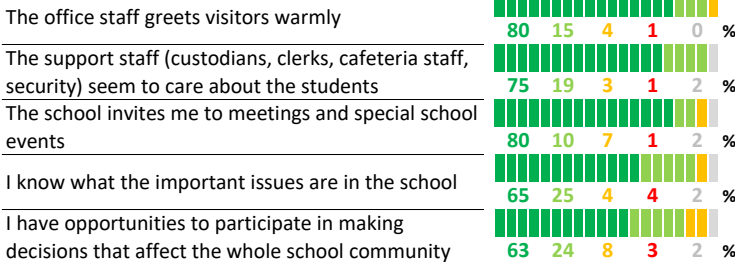 The office staff greets visitors warmly
80 15 4 1 0 %
The support staff (custodians, clerks, cafeteria staff,
security) seem to care about the students
75 19 3 1 2 %
The school invites me to meetings and special school
events
80 10 7 1 2 %
I know what the important issues are in the school
65 25 4 4 2 %
I have opportunities to participate in making
decisions that affect the whole school community
63 24 8 3 2 %